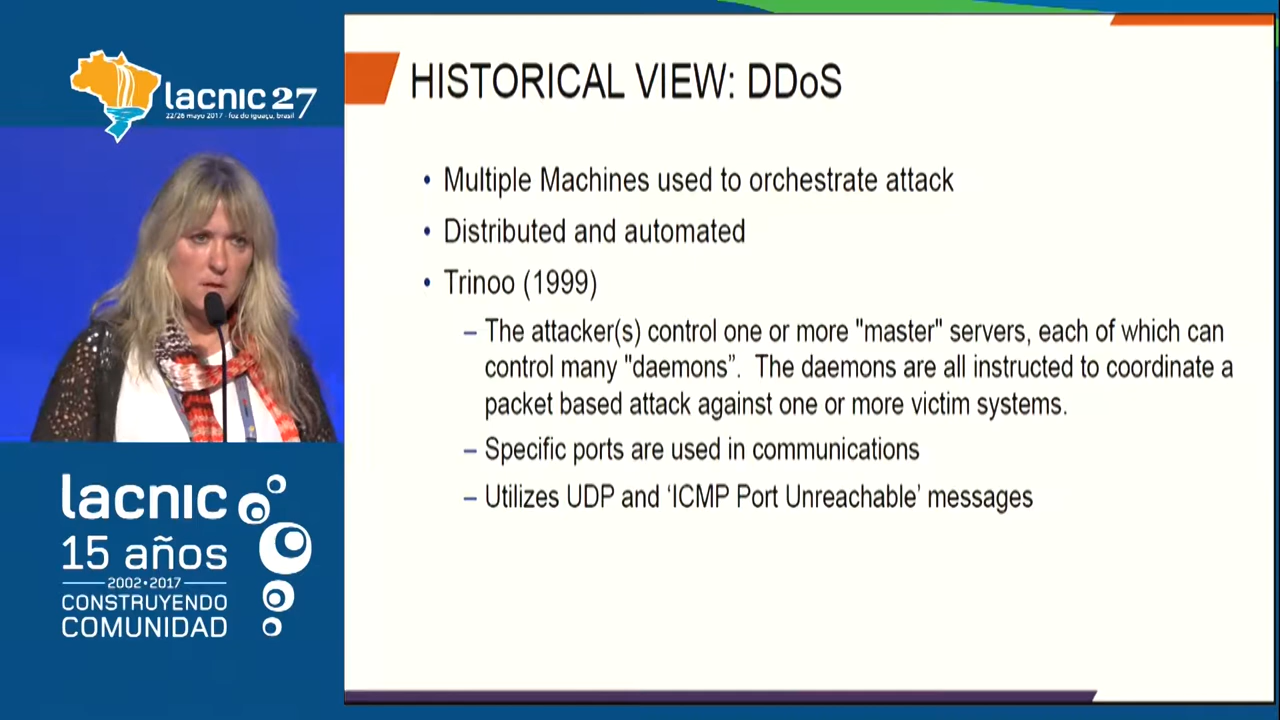 lacnic 27
22/26 mayo 2017 - foz do iguaçu, brasil
lacnic
15 años
2002•2017
CONSTRUYENDO
COMUNIDAD
HISTORICAL VIEW: DDoS
• Multiple Machines used to orchestrate attack
• Distributed and automated
• Trinoo (1999)
– The attacker(s) control one or more "master" servers, each of which can
control many "daemons”. The daemons are all instructed to coordinate a
packet based attack against one or more victim systems.
– Specific ports are used in communications
– Utilizes UDP and ‘ICMP Port Unreachable’ messages